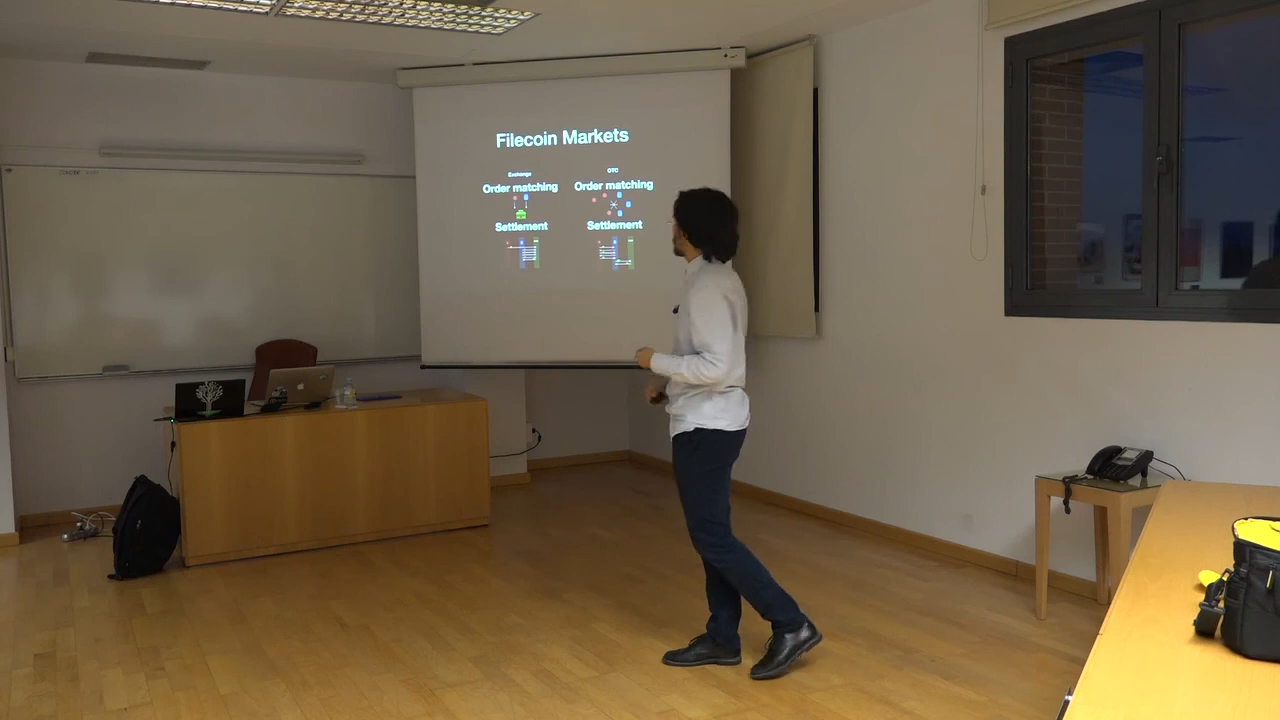 Filecoin Markets
Exchange
OTC
Order matching
Order matching
Settlement
Settlement